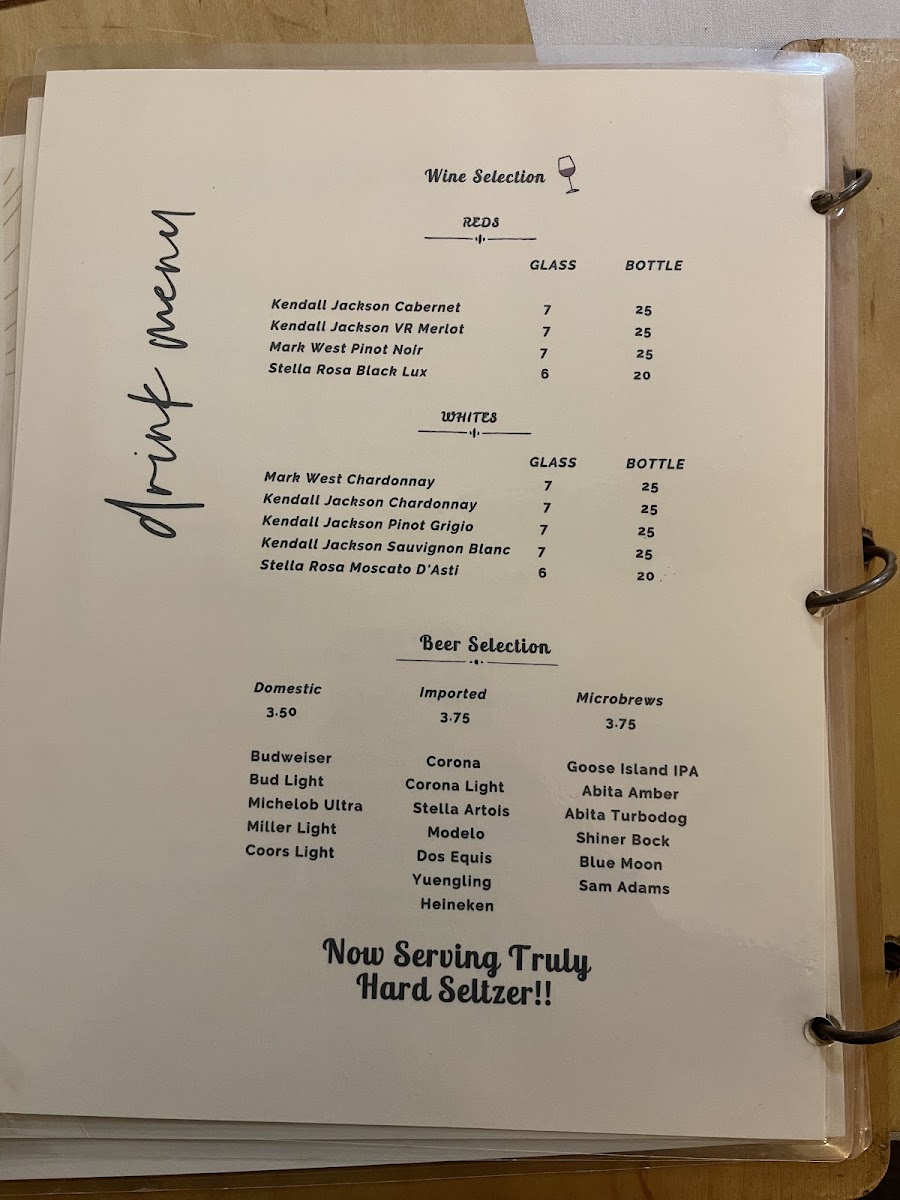 drink menu
Wine Selection
REDS
GLASS BOTTLE
Kendall Jackson Cabernet 7 25
Kendall Jackson VR Merlot 7 25
Mark West Pinot Noir 7 25
Stella Rosa Black Lux 6 20
WHITES
GLASS BOTTLE
Mark West Chardonnay 7 25
Kendall Jackson Chardonnay 7 25
Kendall Jackson Pinot Grigio 7 25
Kendall Jackson Sauvignon Blanc 7 25
Stella Rosa Moscato D'Asti 6 20
Beer Selection
Domestic
3.50
Budweiser
Bud Light
Michelob Ultra
Miller Light
Coors Light
Imported
3.75
Corona
Corona Light
Stella Artois
Modelo
Dos Equis
Yuengling
Heineken
Microbrews
3.75
Goose Island IPA
Abita Amber
Abita Turbodog
Shiner Bock
Blue Moon
Sam Adams
Now Serving Truly
Hard Seltzer!!